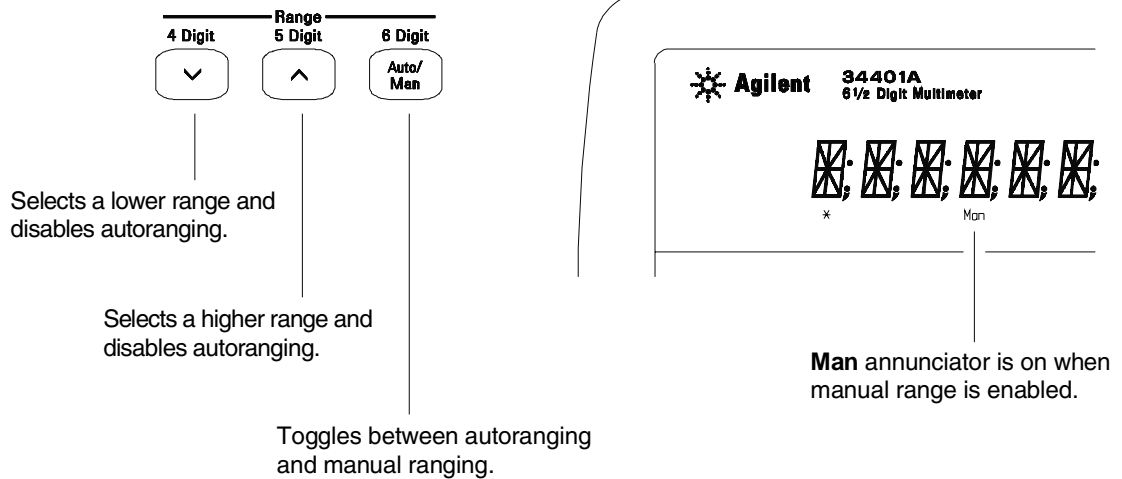 Range
4 Digit 5 Digit 6 Digit
Auto/
Man
Selects a lower range and
disables autoranging.
Selects a higher range and
disables autoranging.
Toggles between autoranging
and manual ranging.
Agilent 34401A
6½ Digit Multimeter
* Man
Man annunciator is on when
manual range is enabled.